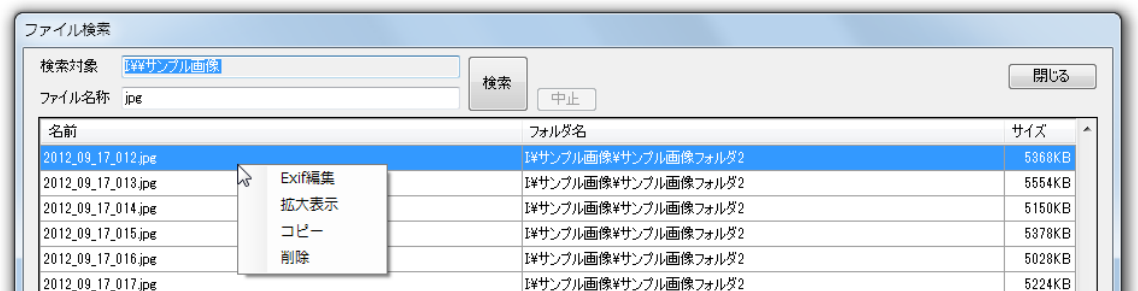 ファイル検索
検索対象 I¥¥サンプル画像
検索
閉じる
ファイル名称 jpg
中止
名前 フォルダ名 サイズ
2012_09_17_012.jpg I¥サンプル画像¥サンプル画像フォルダ2 5368KB
2012_09_17_013.jpg I¥サンプル画像¥サンプル画像フォルダ2 5554KB
2012_09_17_014.jpg I¥サンプル画像¥サンプル画像フォルダ2 5150KB
2012_09_17_015.jpg I¥サンプル画像¥サンプル画像フォルダ2 5378KB
2012_09_17_016.jpg I¥サンプル画像¥サンプル画像フォルダ2 5028KB
2012_09_17_017.jpg I¥サンプル画像¥サンプル画像フォルダ2 5224KB
Exif編集
拡大表示
コピー
削除